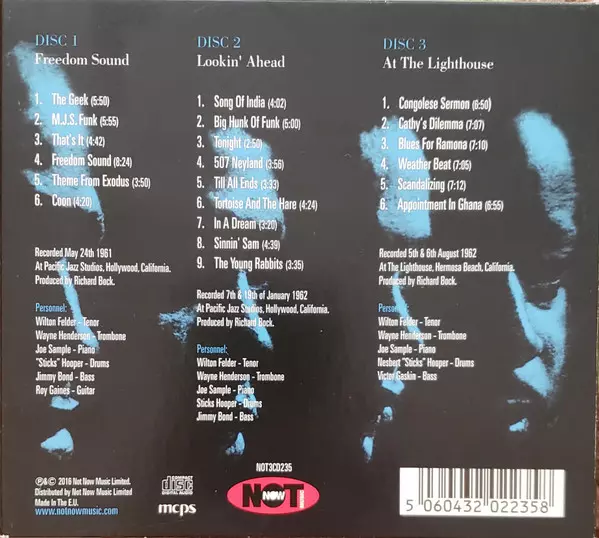 DISC 1
Freedom Sound
1. The Geek (5:50)
2. M.J.S. Funk (5:55)
3. That's It (4:42)
4. Freedom Sound (8:24)
5. Theme From Exodus (3:50)
6. Coon (4:20)
Recorded May 24th 1961
At Pacific Jazz Studios, Hollywood, California.
Produced by Richard Bock.
Personnel:
Wilton Felder - Tenor
Wayne Henderson - Trombone
Joe Sample - Piano
"Sticks" Hooper - Drums
Jimmy Bond - Bass
Roy Gaines - Guitar
DISC 2
Lookin' Ahead
1. Song Of India (4:02)
2. Big Hunk Of Funk (5:00)
3. Tonight (2:50)
4. 507 Neyland (3:56)
5. Till All Ends (3:33)
6. Tortoise And The Hare (4:24)
7. In A Dream (3:20)
8. Sinnin' Sam (4:39)
9. The Young Rabbits (3:35)
Recorded 7th & 19th of January 1962
At Pacific Jazz Studios, Hollywood, California.
Produced by Richard Bock.
Personnel:
Wilton Felder - Tenor
Wayne Henderson - Trombone
Joe Sample - Piano
Sticks Hooper - Drums
Jimmy Bond - Bass
DISC 3
At The Lighthouse
1. Congolese Sermon (6:50)
2. Cathy's Dilemma (7:07)
3. Blues For Ramona (7:10)
4. Weather Beat (7:05)
5. Scandalizing (7:12)
6. Appointment In Ghana (6:55)
Recorded 5th & 6th August 1962
At The Lighthouse, Hermosa Beach, California.
Produced by Richard Bock.
Personnel:
Wilton Felder - Tenor
Wayne Henderson - Trombone
Joe Sample - Piano
Nesbert "Sticks" Hooper - Drums
Victor Gaskin - Bass
℗&© 2016 Not Now Music Limited.
Distributed by Not Now Music Limited
Made In The E.U.
www.notnowmusic.com
COMPACT
disc
DIGITAL AUDIO
mcps
NOT3CD235
NOT NOW
5 060432 022358